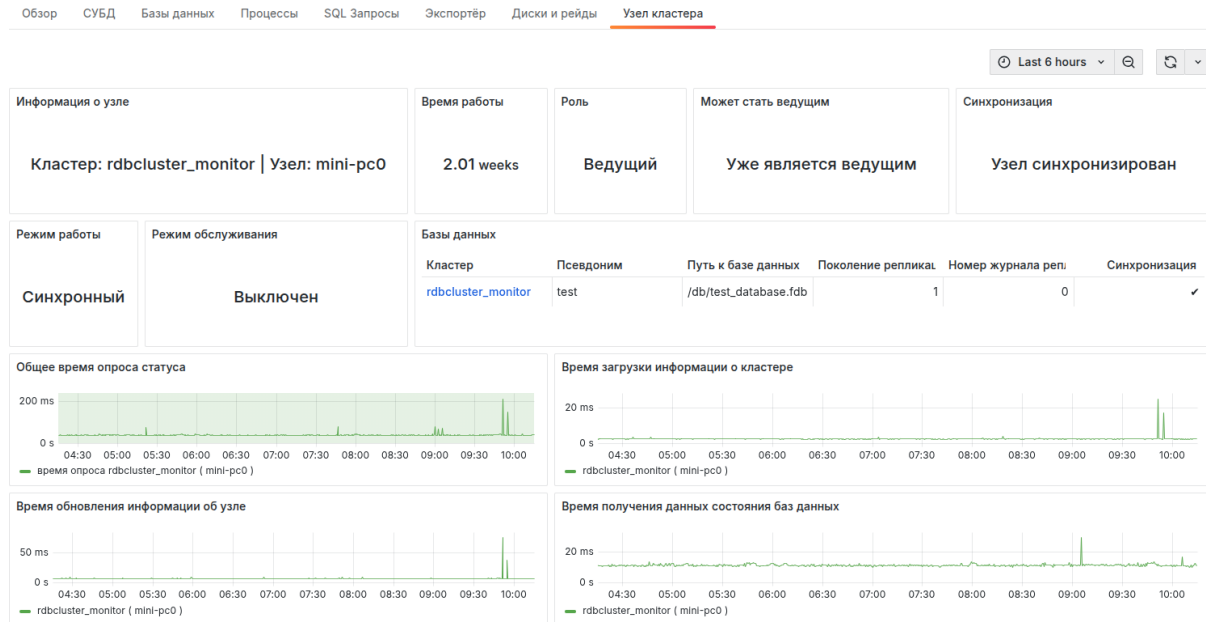 Обзор СУБД Базы данных Процессы SQL Запросы Экспортёр Диски и рейды Узел кластера
Last 6 hours
Информация о узле
Кластер: rdbcluster_monitor | Узел: mini-pc0
Время работы
2.01 weeks
Роль
Ведущий
Может стать ведущим
Уже является ведущим
Синхронизация
Узел синхронизирован
Режим работы
Синхронный
Режим обслуживания
Выключен
Базы данных
Кластер Псевдоним Путь к базе данных Поколение репликац Номер журнала репл Синхронизация
rdbcluster_monitor test /db/test_database.fdb 1 0 ✔
Общее время опроса статуса
200 ms
0 s
04:30 05:00 05:30 06:00 06:30 07:00 07:30 08:00 08:30 09:00 09:30 10:00
время опроса rdbcluster_monitor ( mini-pc0 )
Время загрузки информации о кластере
20 ms
0 s
04:30 05:00 05:30 06:00 06:30 07:00 07:30 08:00 08:30 09:00 09:30 10:00
rdbcluster_monitor ( mini-pc0 )
Время обновления информации об узле
50 ms
0 s
04:30 05:00 05:30 06:00 06:30 07:00 07:30 08:00 08:30 09:00 09:30 10:00
rdbcluster_monitor ( mini-pc0 )
Время получения данных состояния баз данных
20 ms
0 s
04:30 05:00 05:30 06:00 06:30 07:00 07:30 08:00 08:30 09:00 09:30 10:00
rdbcluster_monitor ( mini-pc0 )